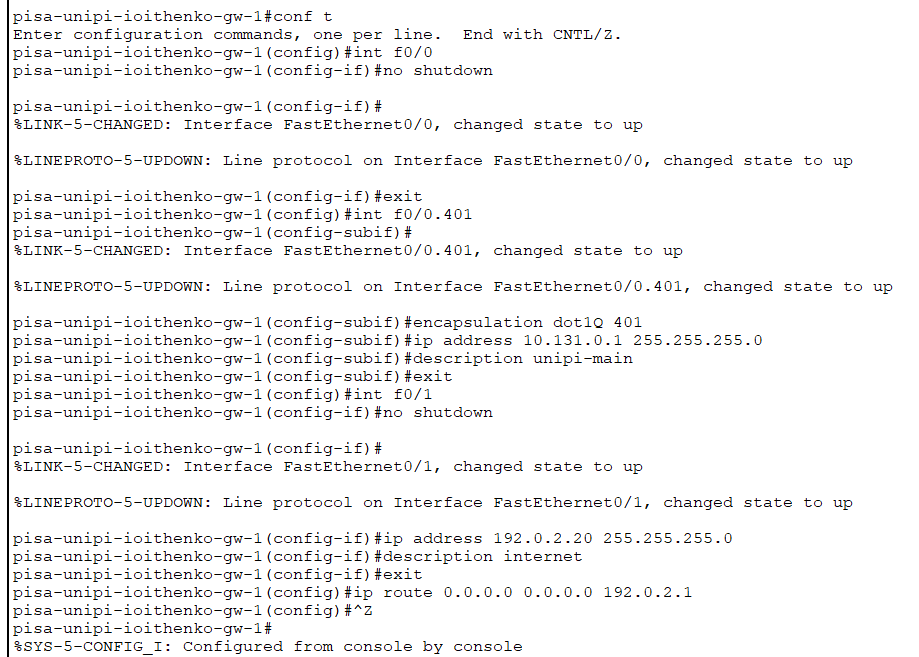 pisa-unipi-ioithenko-gw-1#conf t
Enter configuration commands, one per line.  End with CNTL/Z.
pisa-unipi-ioithenko-gw-1(config)#int f0/0
pisa-unipi-ioithenko-gw-1(config-if)#no shutdown
pisa-unipi-ioithenko-gw-1(config-if)#
%LINK-5-CHANGED: Interface FastEthernet0/0, changed state to up
%LINEPROTO-5-UPDOWN: Line protocol on Interface FastEthernet0/0, changed state to up
pisa-unipi-ioithenko-gw-1(config-if)#exit
pisa-unipi-ioithenko-gw-1(config)#int f0/0.401
pisa-unipi-ioithenko-gw-1(config-subif)#
%LINK-5-CHANGED: Interface FastEthernet0/0.401, changed state to up
%LINEPROTO-5-UPDOWN: Line protocol on Interface FastEthernet0/0.401, changed state to up
pisa-unipi-ioithenko-gw-1(config-subif)#encapsulation dot1Q 401
pisa-unipi-ioithenko-gw-1(config-subif)#ip address 10.131.0.1 255.255.255.0
pisa-unipi-ioithenko-gw-1(config-subif)#description unipi-main
pisa-unipi-ioithenko-gw-1(config-subif)#exit
pisa-unipi-ioithenko-gw-1(config)#int f0/1
pisa-unipi-ioithenko-gw-1(config-if)#no shutdown
pisa-unipi-ioithenko-gw-1(config-if)#
%LINK-5-CHANGED: Interface FastEthernet0/1, changed state to up
%LINEPROTO-5-UPDOWN: Line protocol on Interface FastEthernet0/1, changed state to up
pisa-unipi-ioithenko-gw-1(config-if)#ip address 192.0.2.20 255.255.255.0
pisa-unipi-ioithenko-gw-1(config-if)#description internet
pisa-unipi-ioithenko-gw-1(config-if)#exit
pisa-unipi-ioithenko-gw-1(config)#ip route 0.0.0.0 0.0.0.0 192.0.2.1
pisa-unipi-ioithenko-gw-1(config)#^Z
pisa-unipi-ioithenko-gw-1#
%SYS-5-CONFIG_I: Configured from console by console